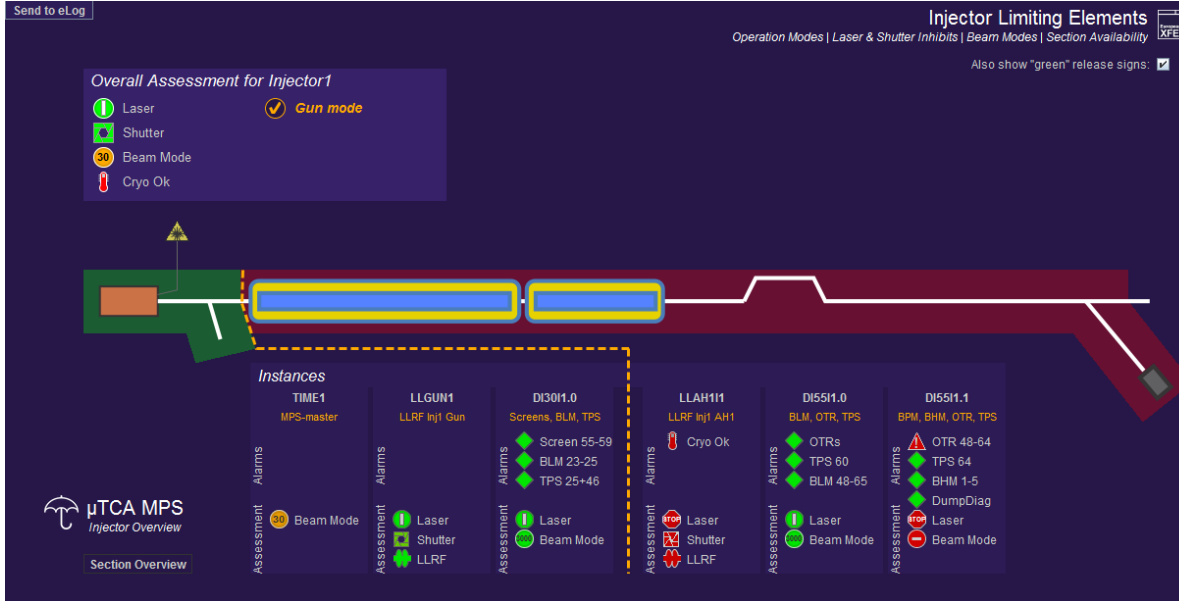 Send to eLog
Injector Limiting Elements
Operation Modes | Laser & Shutter Inhibits | Beam Modes | Section Availability
European
XFE
Also show "green" release signs:
Overall Assessment for Injector1
Laser
Gun mode
Shutter
30 Beam Mode
Cryo Ok
Instances
TIME1
MPS-master
Alarms
Assessment
30 Beam Mode
LLGUN1
LLRF Inj1 Gun
Alarms
Assessment
Laser
Shutter
LLRF
DI30I1.0
Screens, BLM, TPS
Alarms
Screen 55-59
BLM 23-25
TPS 25+46
Assessment
Laser
Beam Mode
LLAH1I1
LLRF Inj1 AH1
Alarms
Cryo Ok
Assessment
STOP Laser
Shutter
LLRF
DI55I1.0
BLM, OTR, TPS
Alarms
OTRs
TPS 60
BLM 48-65
Assessment
Laser
Beam Mode
DI55I1.1
BPM, BHM, OTR, TPS
Alarms
OTR 48-64
TPS 64
BHM 1-5
DumpDiag
Assessment
STOP Laser
Beam Mode
µTCA MPS
Injector Overview
Section Overview